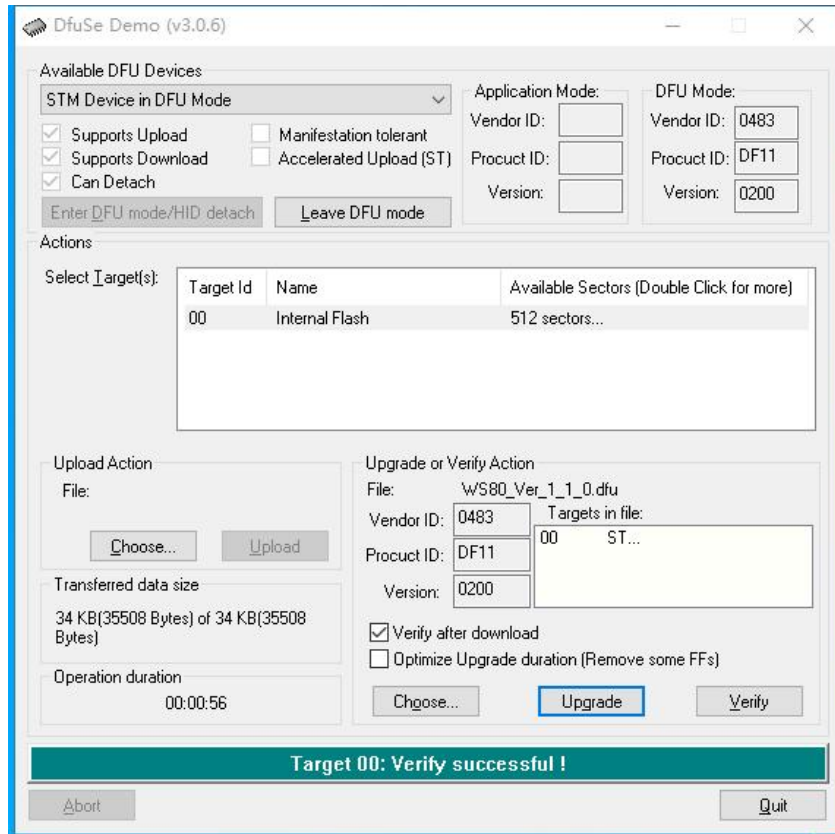 DfuSe Demo (v3.0.6)
Available DFU Devices
STM Device in DFU Mode
Supports Upload
Manifestation tolerant
Supports Download
Accelerated Upload (ST)
Can Detach
Enter DFU mode/HID detach
Leave DFU mode
Application Mode:
Vendor ID:
Procuct ID:
Version:
DFU Mode:
Vendor ID: 0483
Procuct ID: DF11
Version: 0200
Actions
Select Target(s):
Target Id Name Available Sectors (Double Click for more)
00 Internal Flash 512 sectors...
Upload Action
File:
Choose... Upload
Transferred data size
34 KB(35508 Bytes) of 34 KB(35508
Bytes)
Operation duration
00:00:56
Upgrade or Verify Action
File: WS80_Ver_1_1_0.dfu
Vendor ID: 0483
Procuct ID: DF11
Version: 0200
Targets in file:
00 ST...
Verify after download
Optimize Upgrade duration (Remove some FFs)
Choose... Upgrade Verify
Target 00: Verify successful !
Abort Quit